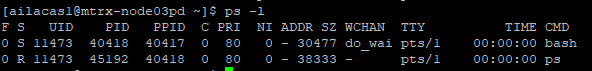 [ailacas1@mtrx-node03pd ~]$ ps -l
F S   UID   PID  PPID  C PRI  NI ADDR SZ WCHAN  TTY          TIME CMD
0 S 11473 40418 40417  0  80   0 - 30477 do_wai pts/1    00:00:00 bash
0 R 11473 45192 40418  0  80   0 - 38333 -      pts/1    00:00:00 ps